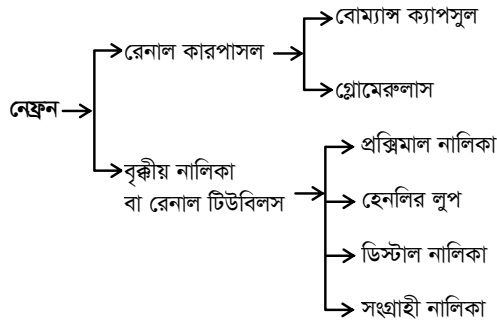 নেফ্রন
রেনাল কারপাসল
বোম্যান্স ক্যাপসুল
গ্লোমেরুলাস
বৃক্কীয় নালিকা
বা রেনাল টিউবিলস
প্রক্সিমাল নালিকা
হেনলির লুপ
ডিস্টাল নালিকা
সংগ্রাহী নালিকা